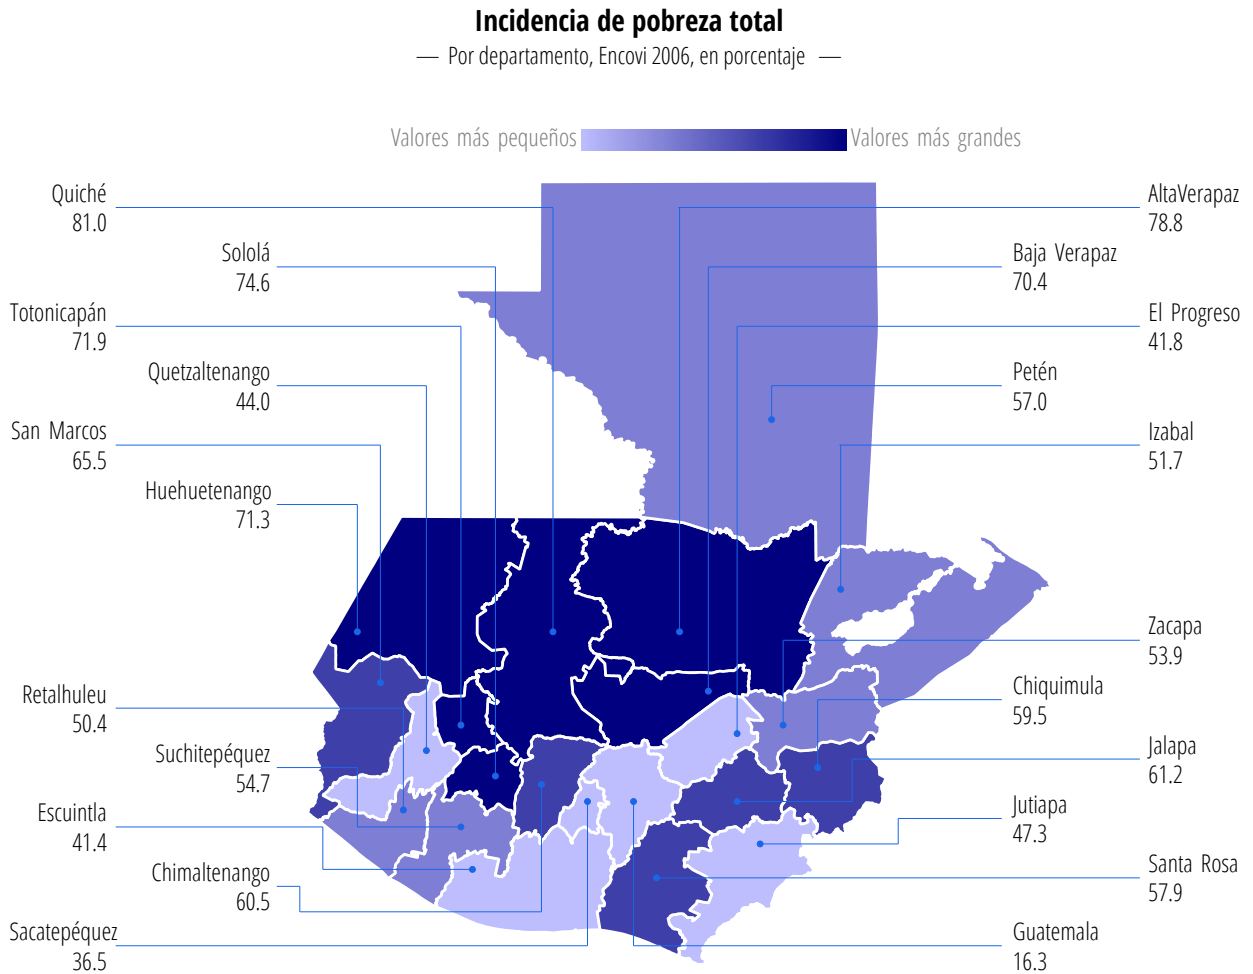 Incidencia de pobreza total
— Por departamento, Encovi 2006, en porcentaje —
Valores más pequeños
Valores más grandes
Quiché
81.0
Sololá
74.6
Totonicapán
71.9
Quetzaltenango
44.0
San Marcos
65.5
Huehuetenango
71.3
Retalhuleu
50.4
Suchitepéquez
54.7
Escuintla
41.4
Chimaltenango
60.5
Sacatepéquez
36.5
AltaVerapaz
78.8
Baja Verapaz
70.4
El Progreso
41.8
Petén
57.0
Izabal
51.7
Zacapa
53.9
Chiquimula
59.5
Jalapa
61.2
Jutiapa
47.3
Santa Rosa
57.9
Guatemala
16.3